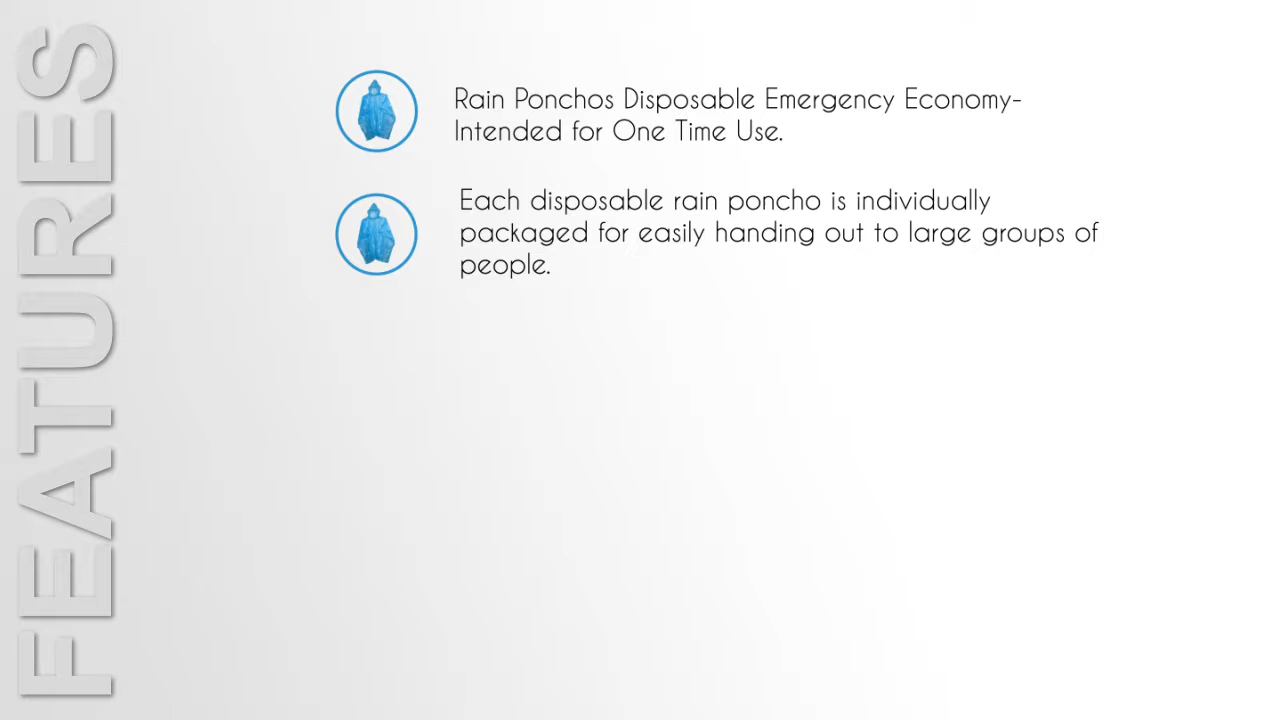 FEATURES
Rain Ponchos Disposable Emergency Economy-
Intended for One Time Use.
Each disposable rain poncho is individually
packaged for easily handing out to large groups of
people.